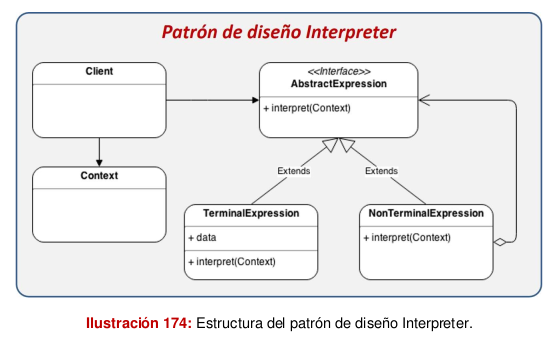 Patrón de diseño Interpreter
Client
<<Interface>>
AbstractExpression
+ interpret(Context)
Context
Extends
Extends
TerminalExpression
+ data
+ interpret(Context)
NonTerminalExpression
+ interpret(Context)
Ilustración 174: Estructura del patrón de diseño Interpreter.